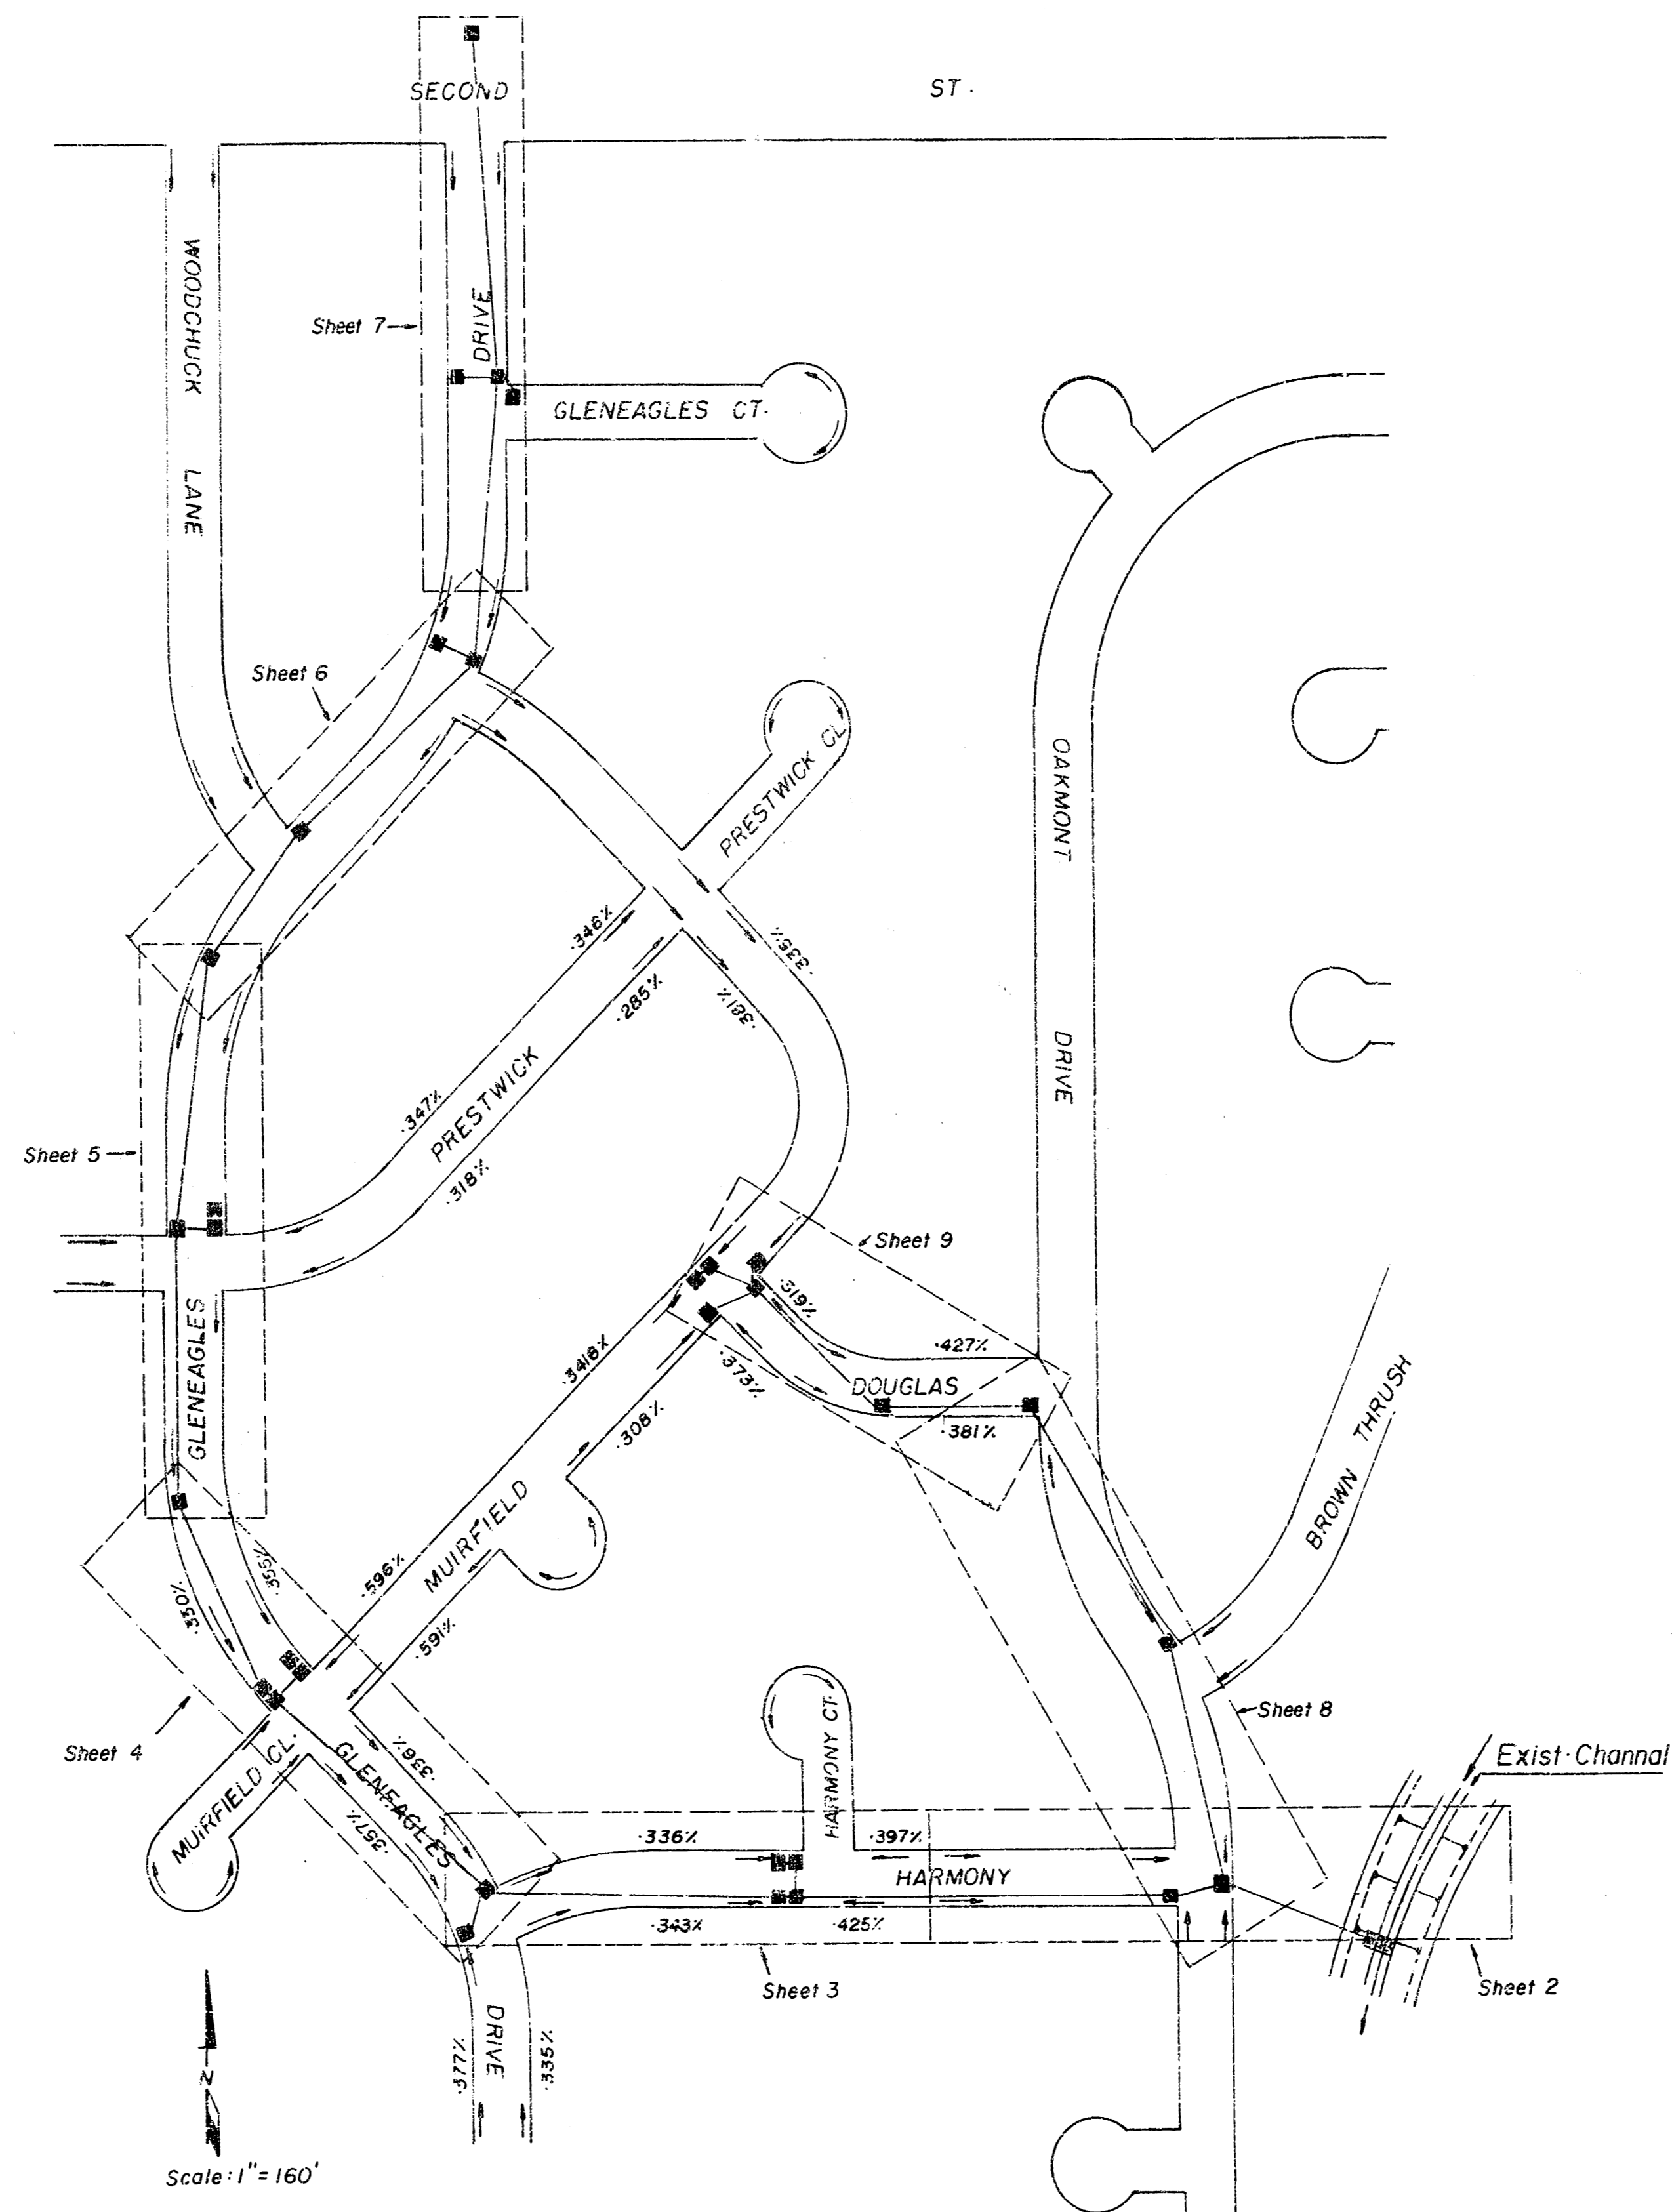 SECOND ST.
WOODCHUCK LANE
Sheet 7
DRIVE
GLENEAGLES CT.
Sheet 6
PRESTWICK CL
OAKMONT DRIVE
.346%
.335%
.285%
.381%
.347%
PRESTWICK
.318%
Sheet 5
Sheet 9
.319%
.427%
GLENEAGLES
.3418%
.373%
DOUGLAS
.308%
.381%
BROWN THRUSH
MUIRFIELD
.355%
.596%
.330%
.591%
Sheet 4
MUIRFIELD CL.
GLENEAGLES
.336%
.357%
HARMONY CT.
Sheet 8
Exist. Channal
.336%
.397%
HARMONY
.343%
.425%
Sheet 3
Sheet 2
DRIVE
.377%
.335%
N
Scale: 1" = 160'